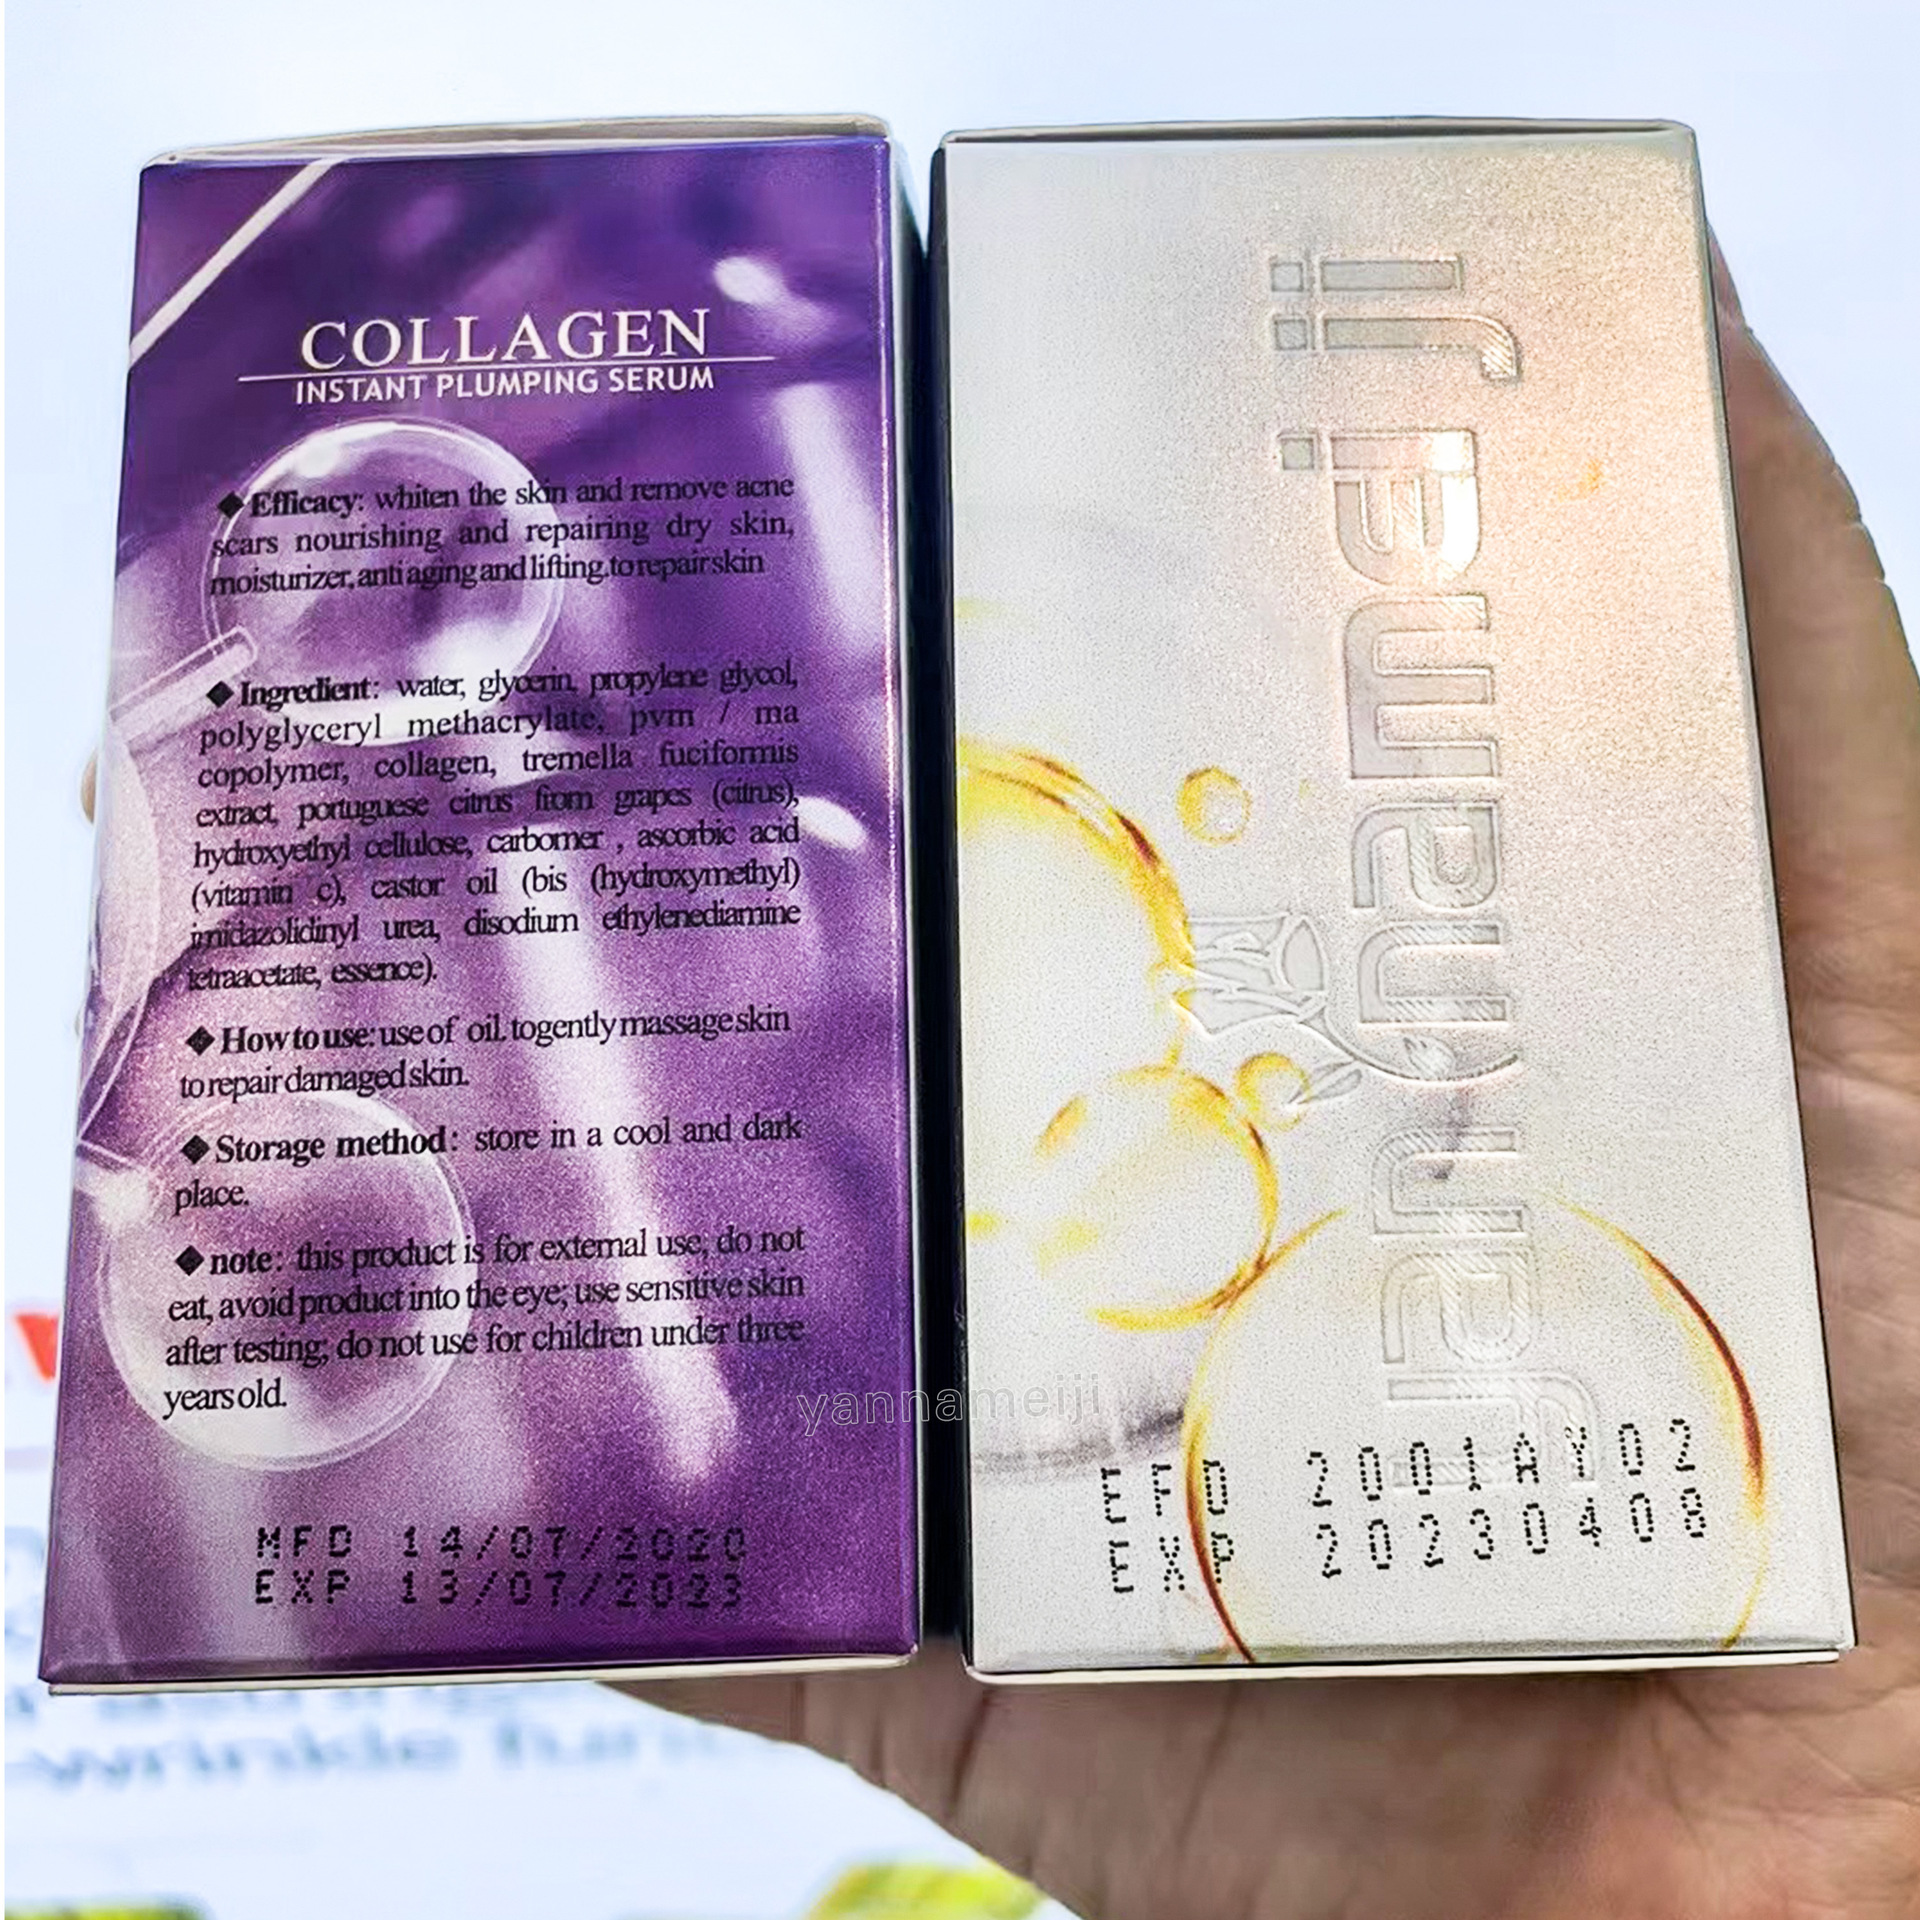 COLLAGEN
INSTANT PLUMPING SERUM
◆Efficacy: whiten the skin and remove acne
scars nourishing and repairing dry skin,
moisturizer, anti aging and lifting.to repair skin
◆Ingredient: water, glycerin, propylene glycol,
polyglyceryl methacrylate, pvm / ma
copolymer, collagen, tremella fuciformis
extract, portuguese citrus from grapes (citrus),
hydroxyethyl cellulose, carbomer , ascorbic acid
(vitamin c), castor oil (bis (hydroxymethyl)
imidazolidinyl urea, disodium ethylenediamine
tetraacetate, essence).
◆How to use: use of oil. to gently massage skin
to repair damaged skin.
◆Storage method: store in a cool and dark
place.
◆note: this product is for external use, do not
eat, avoid product into the eye; use sensitive skin
after testing; do not use for children under three
years old.
MFD 14/07/2020
EXP 13/07/2023
yannameiji
yannameiji
2001AY02
EXP 20230408